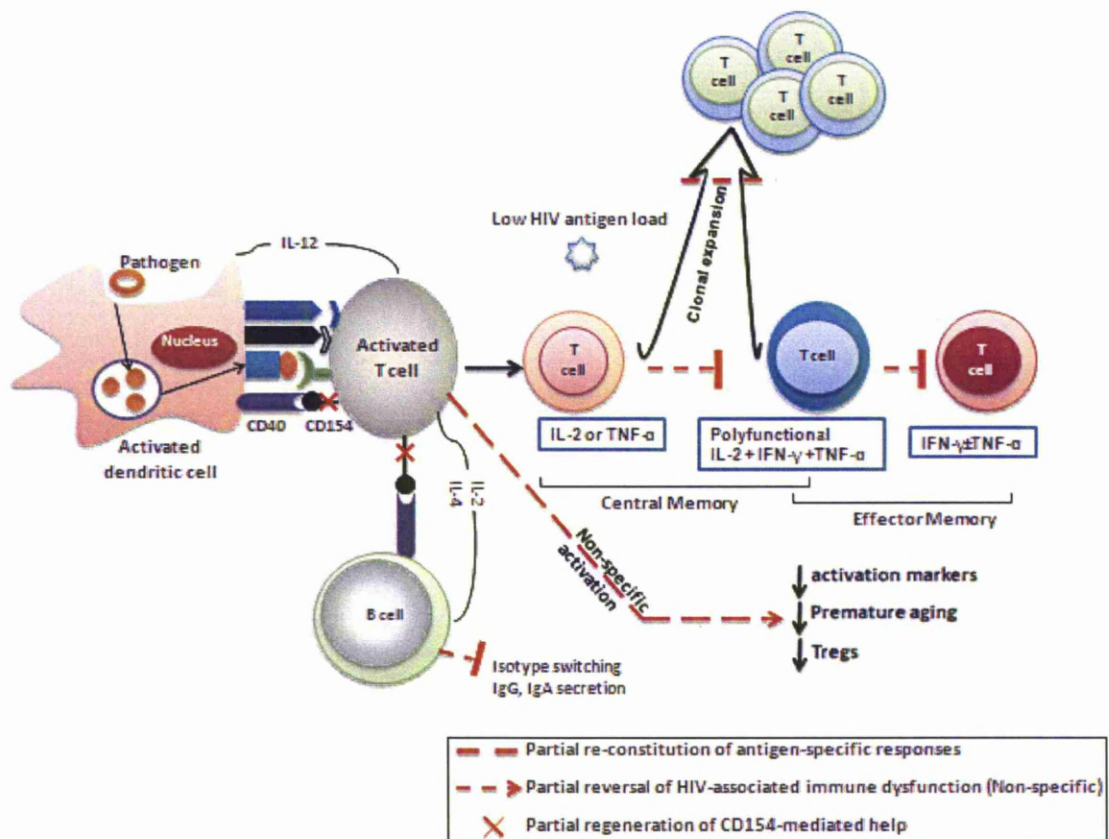 T
cell
T
cell
T
cell
T
cell
Low HIV antigen load
Clonal expansion
IL-12
Pathogen
Nucleus
Activated
dendritic cell
CD40
CD154
Activated
T cell
T
cell
T cell
T
cell
IL-2 or TNF-α
Polyfunctional
IL-2 + IFN-γ +TNF-α
IFN-γ±TNF-α
Central Memory
Effector Memory
IL-2
IL-4
Non-specific
activation
B cell
Isotype switching
IgG, IgA secretion
activation markers
Premature aging
Tregs
Partial re-constitution of antigen-specific responses
Partial reversal of HIV-associated immune dysfunction (Non-specific)
Partial regeneration of CD154-mediated help